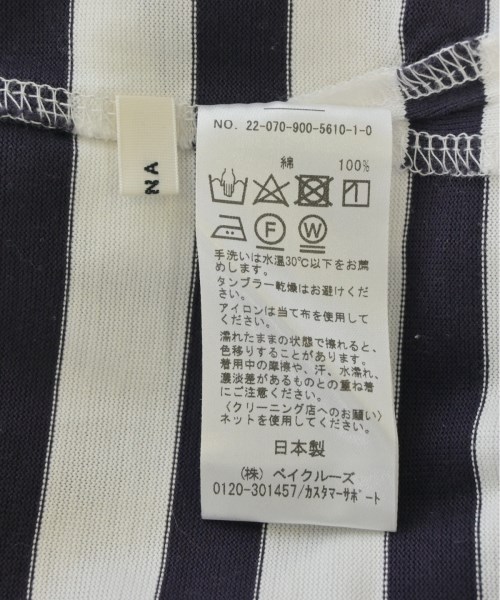 NO. 22-070-900-5610-1-0
綿 100%
F W
手洗いは水温30℃以下をお薦
めします。
タンブラー乾燥はお避けくだ
さい。
アイロンは当て布を使用して
ください。
濡れたままの状態で擦れると、
色移りすることがあります。
着用中の摩擦や、汗、水濡れ、
濃淡差があるものとの重ね着
にご注意ください。
〈クリーニング店へのお願い〉
ネットを使用してください。
日本製
(株) ベイクルーズ
0120-301457/カスタマーサポート
NA